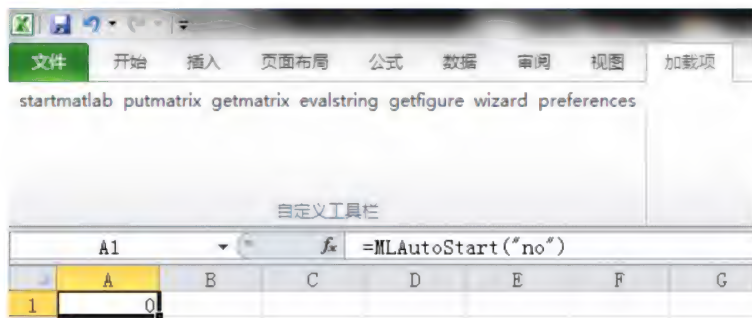 文件 开始 插入 页面布局 公式 数据 审阅 视图 加载项
startmatlab putmatrix getmatrix evalstring getfigure wizard preferences
自定义工具栏
A1 fx =MLAutoStart("no")
A B C D E F G
1 0